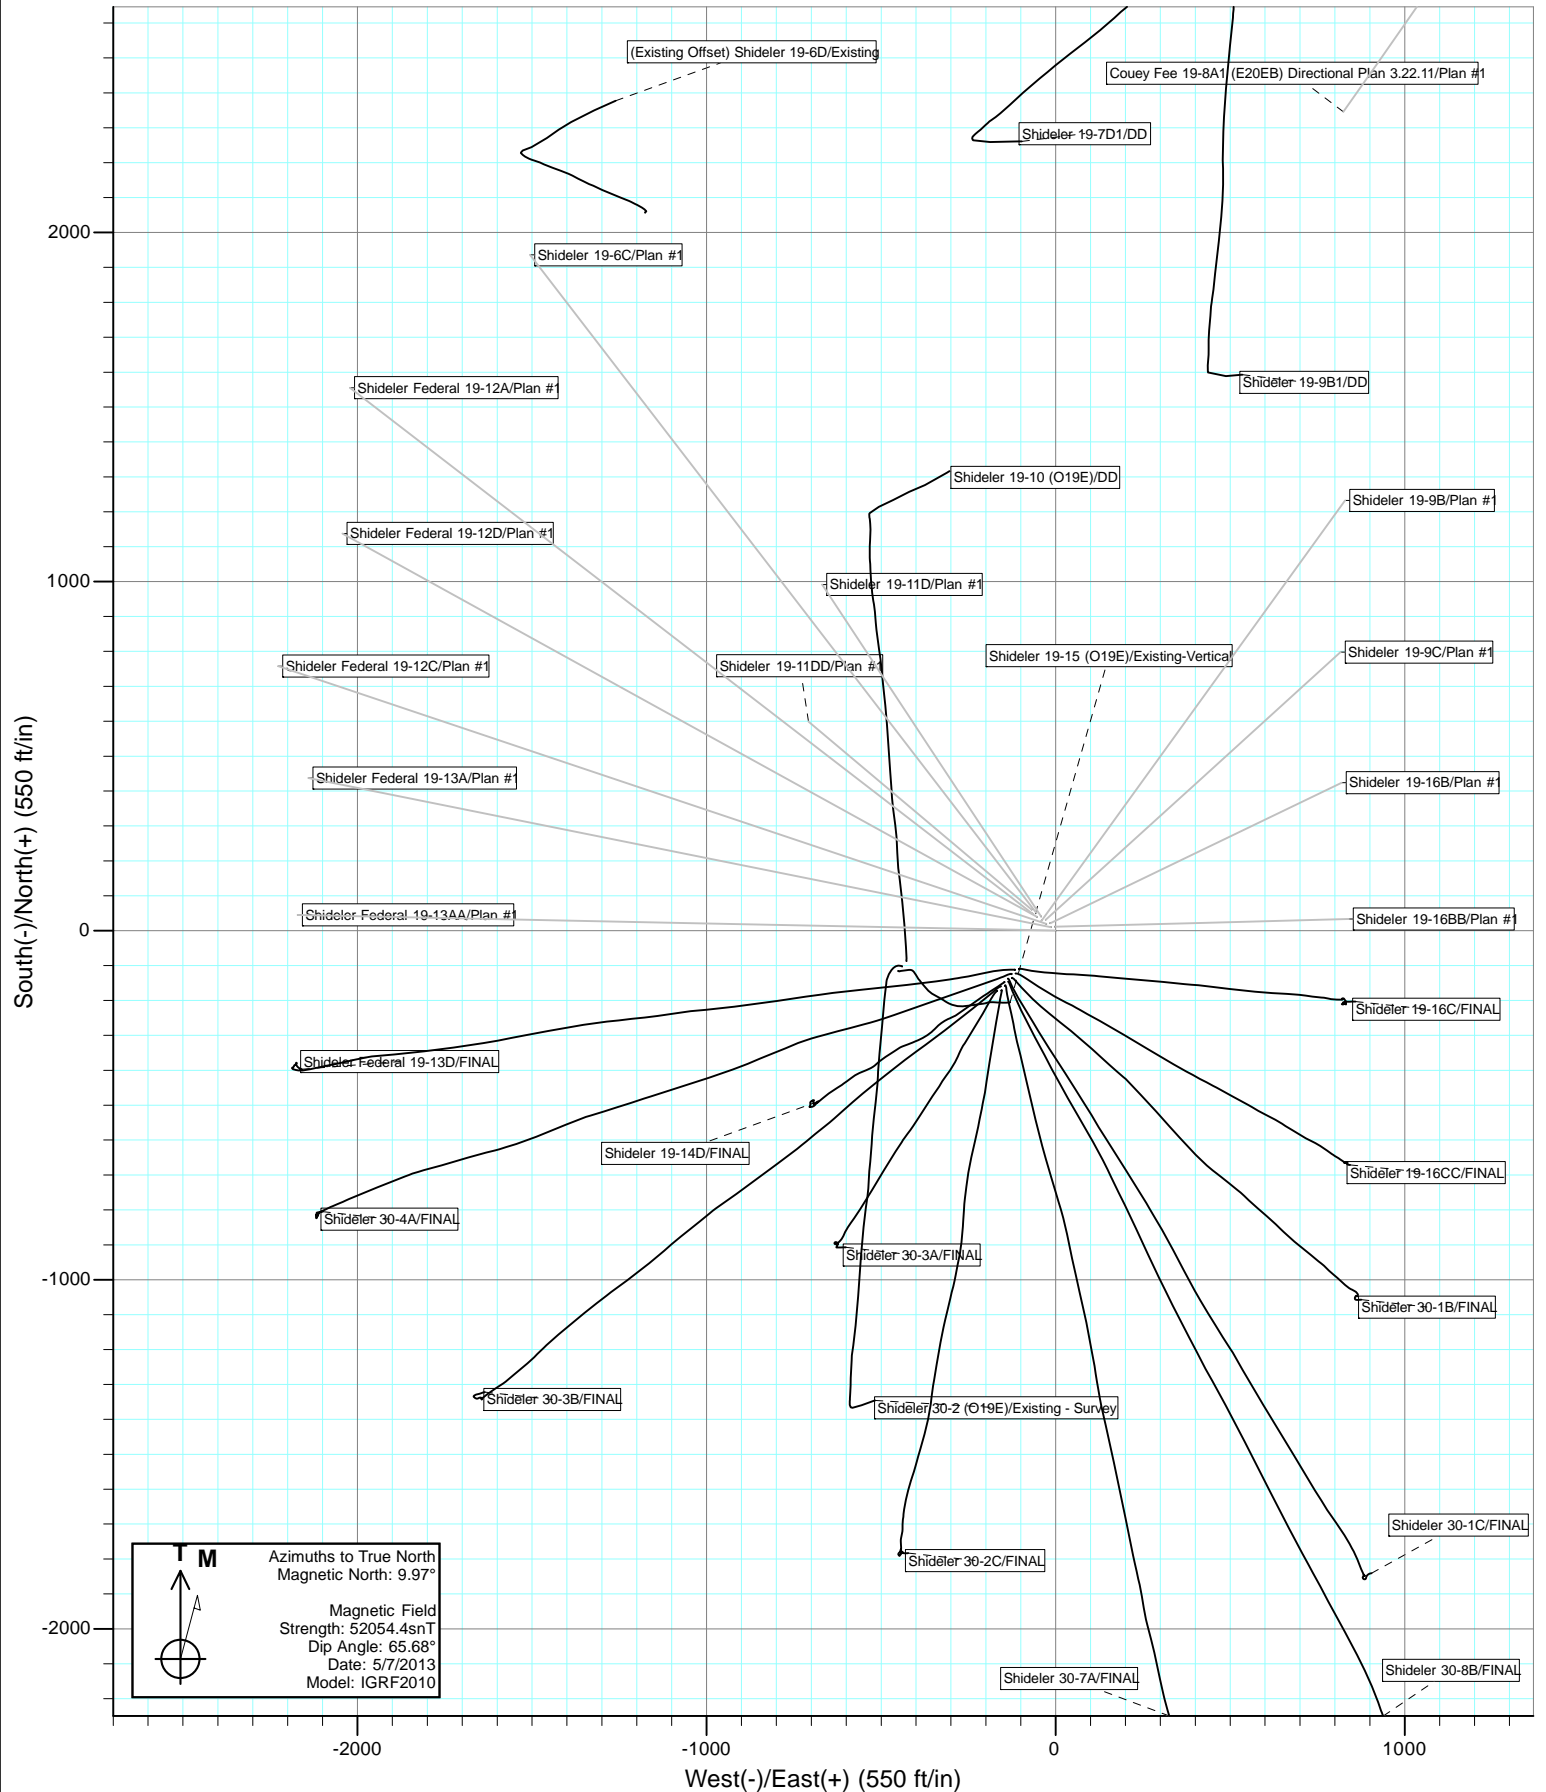 (Existing Offset) Shideler 19-6D/Existing
Couey Fee 19-8A1 (E20EB) Directional Plan 3.22.11/Plan #1
Shideler 19-7D1/DD
2000
Shideler 19-6C/Plan #1
Shideler Federal 19-12A/Plan #1
Shideler 19-9B1/DD
Shideler 19-10 (O19E)/DD
Shideler 19-9B/Plan #1
Shideler Federal 19-12D/Plan #1
1000
Shideler 19-11D/Plan #1
Shideler 19-15 (O19E)/Existing-Vertical
Shideler 19-9C/Plan #1
Shideler Federal 19-12C/Plan #1
Shideler 19-11DD/Plan #1
Shideler Federal 19-13A/Plan #1
Shideler 19-16B/Plan #1
South(-)/North(+) (550 ft/in)
Shideler Federal 19-13AA/Plan #1
Shideler 19-16BB/Plan #1
0
Shideler 19-16C/FINAL
Shideler Federal 19-13D/FINAL
Shideler 19-14D/FINAL
Shideler 19-16CC/FINAL
Shideler 30-4A/FINAL
Shideler 30-3A/FINAL
-1000
Shideler 30-1B/FINAL
Shideler 30-3B/FINAL
Shideler 30-2 (O19E)/Existing - Survey
Shideler 30-1C/FINAL
Shideler 30-2C/FINAL
T M
Azimuths to True North
Magnetic North: 9.97°
Magnetic Field
Strength: 52054.4snT
Dip Angle: 65.68°
Date: 5/7/2013
Model: IGRF2010
-2000
Shideler 30-7A/FINAL
Shideler 30-8B/FINAL
-2000
-1000
0
1000
West(-)/East(+) (550 ft/in)